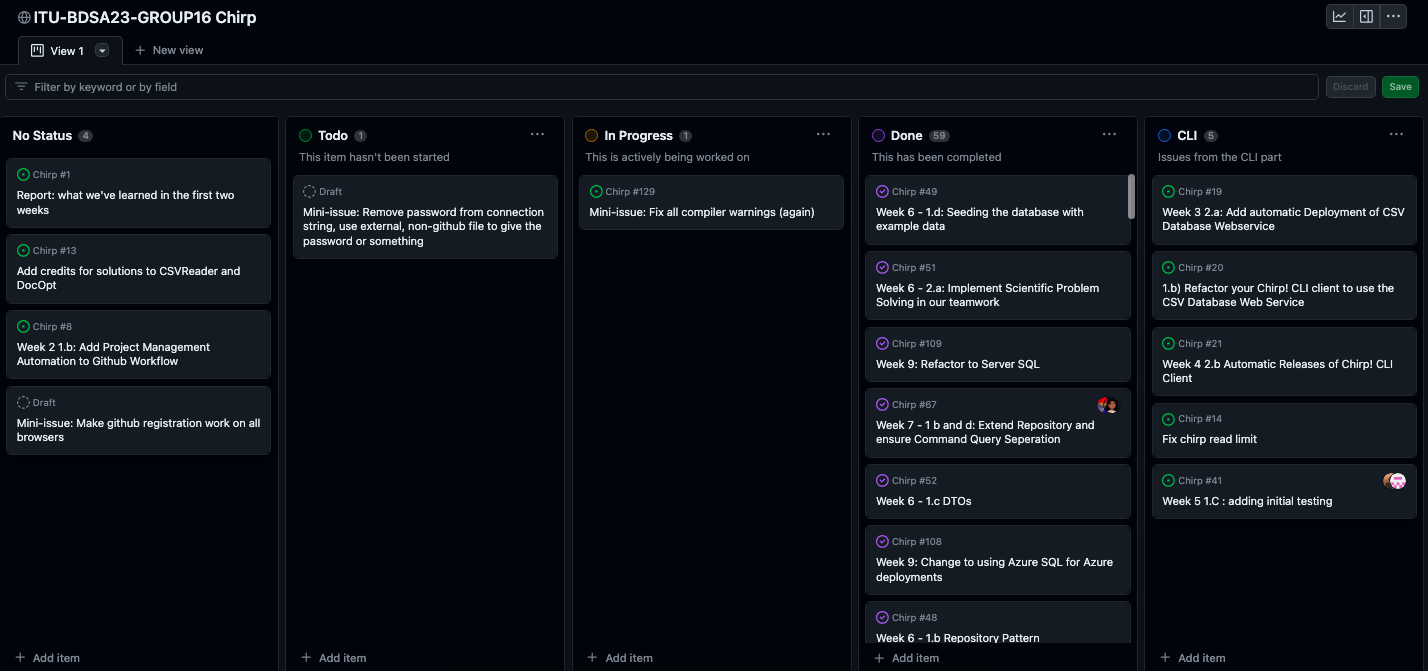 ITU-BDSA23-GROUP16 Chirp
View 1
New view
Filter by keyword or by field
Discard
Save
No Status 4
Chirp #1
Report: what we've learned in the first two
weeks
Chirp #13
Add credits for solutions to CSVReader and
DocOpt
Chirp #8
Week 2 1.b: Add Project Management
Automation to Github Workflow
Draft
Mini-issue: Make github registration work on all
browsers
Add item
Todo 1
This item hasn't been started
Draft
Mini-issue: Remove password from connection
string, use external, non-github file to give the
password or something
Add item
In Progress 1
This is actively being worked on
Chirp #129
Mini-issue: Fix all compiler warnings (again)
Add item
Done 59
This has been completed
Chirp #49
Week 6 - 1.d: Seeding the database with
example data
Chirp #51
Week 6 - 2.a: Implement Scientific Problem
Solving in our teamwork
Chirp #109
Week 9: Refactor to Server SQL
Chirp #67
Week 7 - 1 b and d: Extend Repository and
ensure Command Query Seperation
Chirp #52
Week 6 - 1.c DTOs
Chirp #108
Week 9: Change to using Azure SQL for Azure
deployments
Chirp #48
Week 6 - 1.b Repository Pattern
Add item
CLI 5
Issues from the CLI part
Chirp #19
Week 3 2.a: Add automatic Deployment of CSV
Database Webservice
Chirp #20
1.b) Refactor your Chirp! CLI client to use the
CSV Database Web Service
Chirp #21
Week 4 2.b Automatic Releases of Chirp! CLI
Client
Chirp #14
Fix chirp read limit
Chirp #41
Week 5 1.C : adding initial testing
Add item